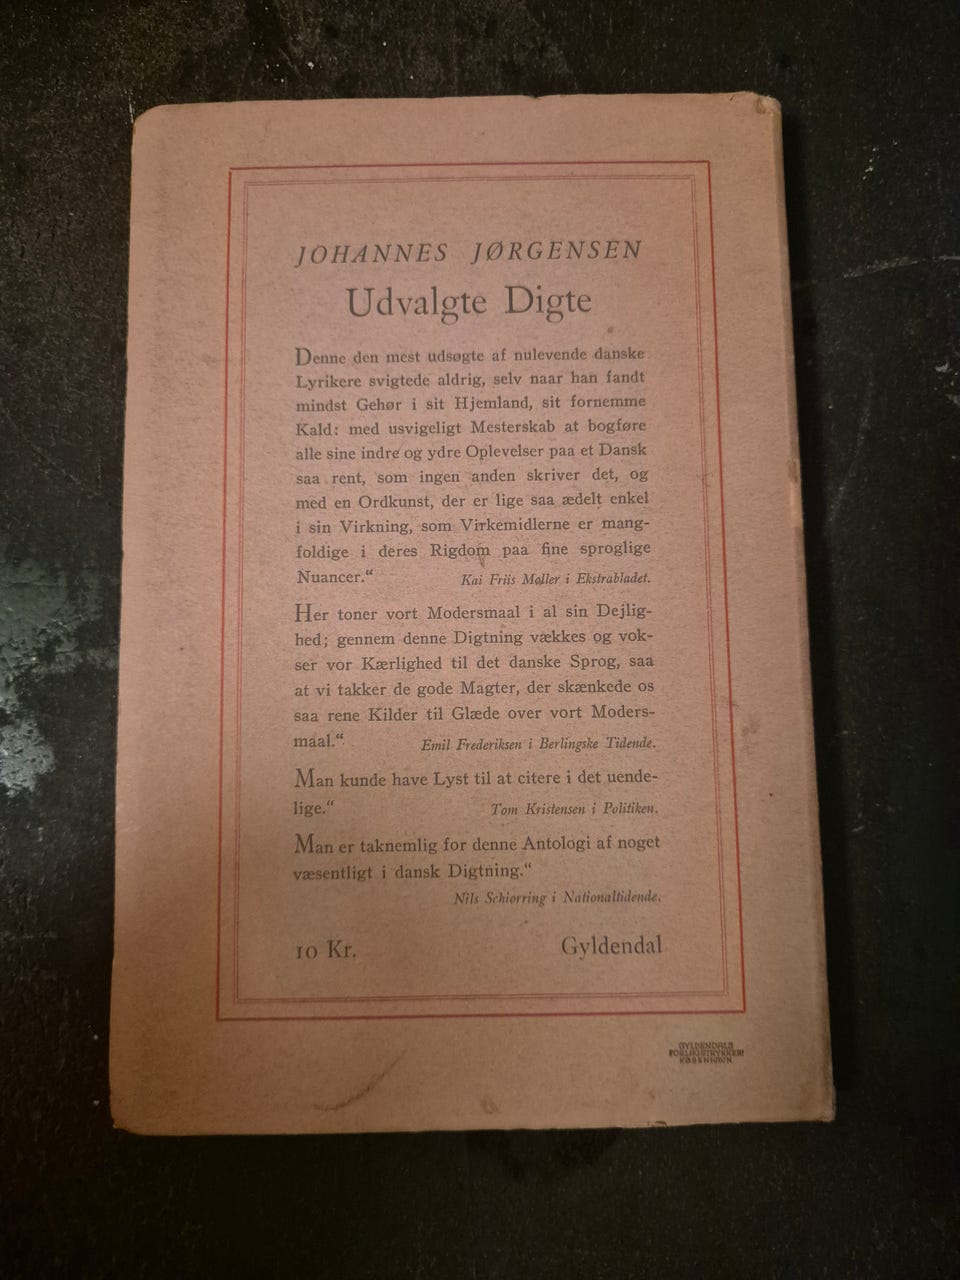 JOHANNES JØRGENSEN
Udvalgte Digte
Denne den mest udsøgte af nulevende danske
Lyrikere svigtede aldrig, selv naar han fandt
mindst Gehør i sit Hjemland, sit fornemme
Kald: med usvigeligt Mesterskab at bogføre
alle sine indre og ydre Oplevelser paa et Dansk
saa rent, som ingen anden skriver det, og
med en Ordkunst, der er lige saa ædelt enkel
i sin Virkning, som Virkemidlerne er mang-
foldige i deres Rigdom paa fine sproglige
Nuancer.“ Kai Friis Møller i Ekstrabladet.
Her toner vort Modersmaal i al sin Dejlig-
hed; gennem denne Digtning vækkes og vok-
ser vor Kærlighed til det danske Sprog, saa
at vi takker de gode Magter, der skænkede os
saa rene Kilder til Glæde over vort Moders-
maal.“ Emil Frederiksen i Berlingske Tidende.
Man kunde have Lyst til at citere i det uende-
lige.“ Tom Kristensen i Politiken.
Man er taknemlig for denne Antologi af noget
væsentligt i dansk Digtning.“
Nils Schiørring i Nationaltidende.
10 Kr. Gyldendal
GYLDENDALS
FORLAGSTRYKKERI
KØBENHAVN